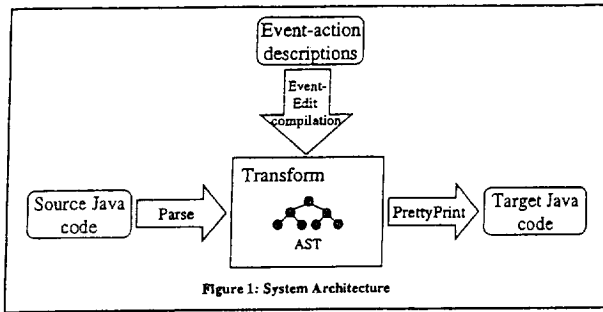 Event-action
descriptions
Event-
Edit
compilation
Transform
Source Java
code
Parse
AST
PrettyPrint
Target Java
code
Figure 1: System Architecture